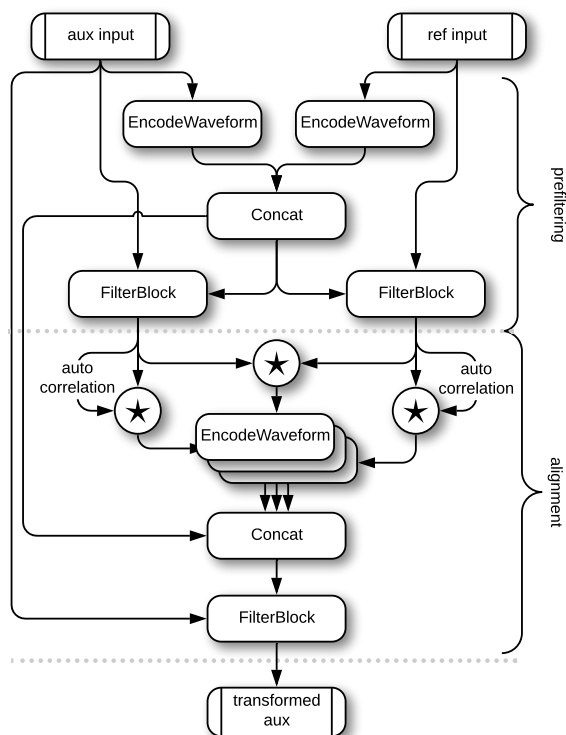 aux input
ref input
EncodeWaveform
EncodeWaveform
Concat
prefiltering
FilterBlock
FilterBlock
auto
correlation
auto
correlation
EncodeWaveform
alignment
Concat
FilterBlock
transformed
aux